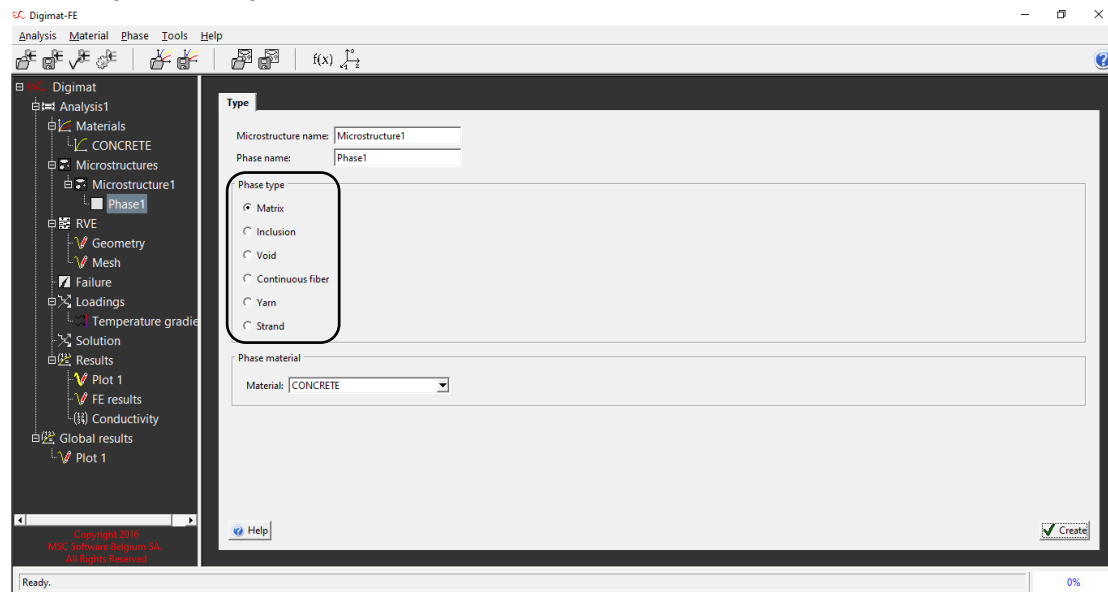 Digimat-FE
Analysis Material Phase Tools Help
f(x)
Digimat
Analysis1
Materials
CONCRETE
Microstructures
Microstructure1
Phase1
RVE
Geometry
Mesh
Failure
Loadings
Temperature gradie
Solution
Results
Plot 1
FE results
Conductivity
Global results
Plot 1
Copyright 2016
MSC Software Belgium SA.
All Rights Reserved
Type
Microstructure name: Microstructure1
Phase name: Phase1
Phase type
Matrix
Inclusion
Void
Continuous fiber
Yarn
Strand
Phase material
Material: CONCRETE
Help
Create
Ready.
0%